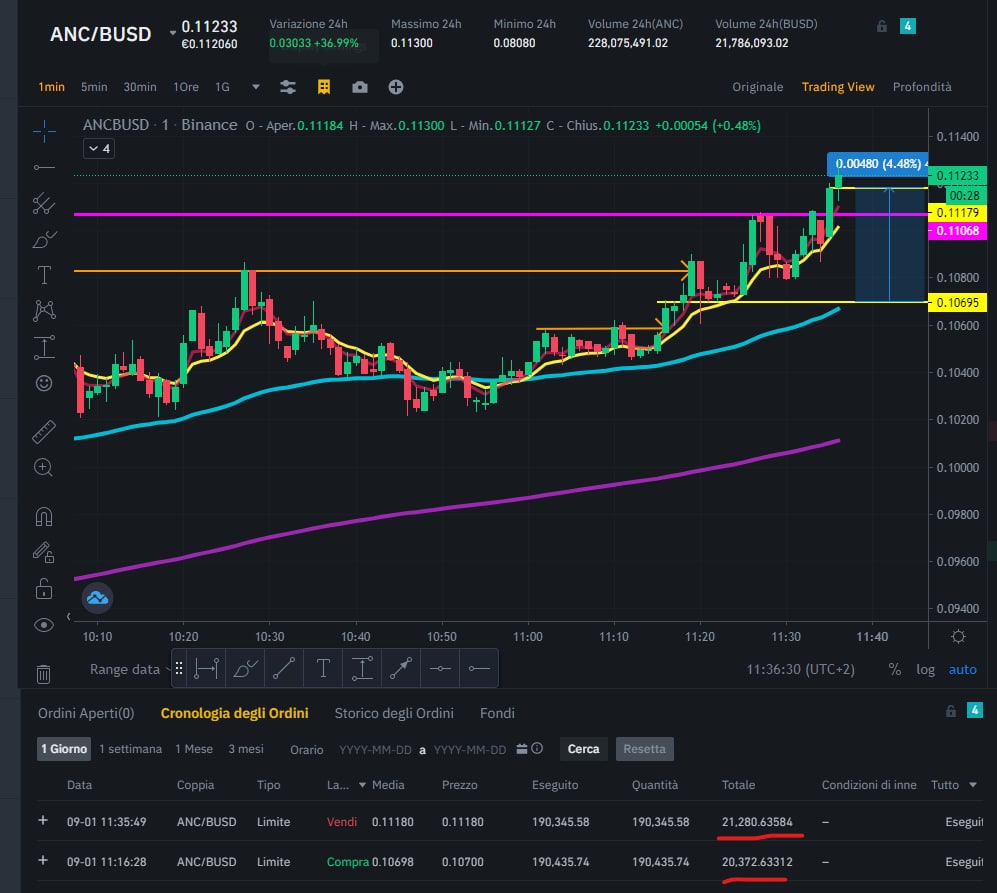 ANC/BUSD 0.11233 €0.112060 Variazione 24h 0.03033 +36.99% Massimo 24h 0.11300 Minimo 24h 0.08080 Volume 24h(ANC) 228,075,491.02 Volume 24h(BUSD) 21,786,093.02 4
1min 5min 30min 1Ore 1G Originale Trading View Profondità
ANCBUSD · 1 · Binance O - Aper.0.11184 H - Max.0.11300 L - Min.0.11127 C - Chius.0.11233 +0.00054 (+0.48%)
4
0.11400
0.00480 (4.48%)
0.11233
00:28
0.11179
0.11068
0.10800
0.10695
0.10600
0.10400
0.10200
0.10000
0.09800
0.09600
0.09400
10:10 10:20 10:30 10:40 10:50 11:00 11:10 11:20 11:30 11:40
Range data T 11:36:30 (UTC+2) % log auto
Ordini Aperti(0) Cronologia degli Ordini Storico degli Ordini Fondi 4
1 Giorno 1 settimana 1 Mese 3 mesi Orario YYYY-MM-DD a YYYY-MM-DD Cerca Resetta
Data Coppia Tipo La... Media Prezzo Eseguito Quantità Totale Condizioni di inne Tutto
+ 09-01 11:35:49 ANC/BUSD Limite Vendi 0.11180 0.11180 190,345.58 190,345.58 21,280.63584 – Eseguit
+ 09-01 11:16:28 ANC/BUSD Limite Compra 0.10698 0.10700 190,435.74 190,435.74 20,372.63312 – Eseguit